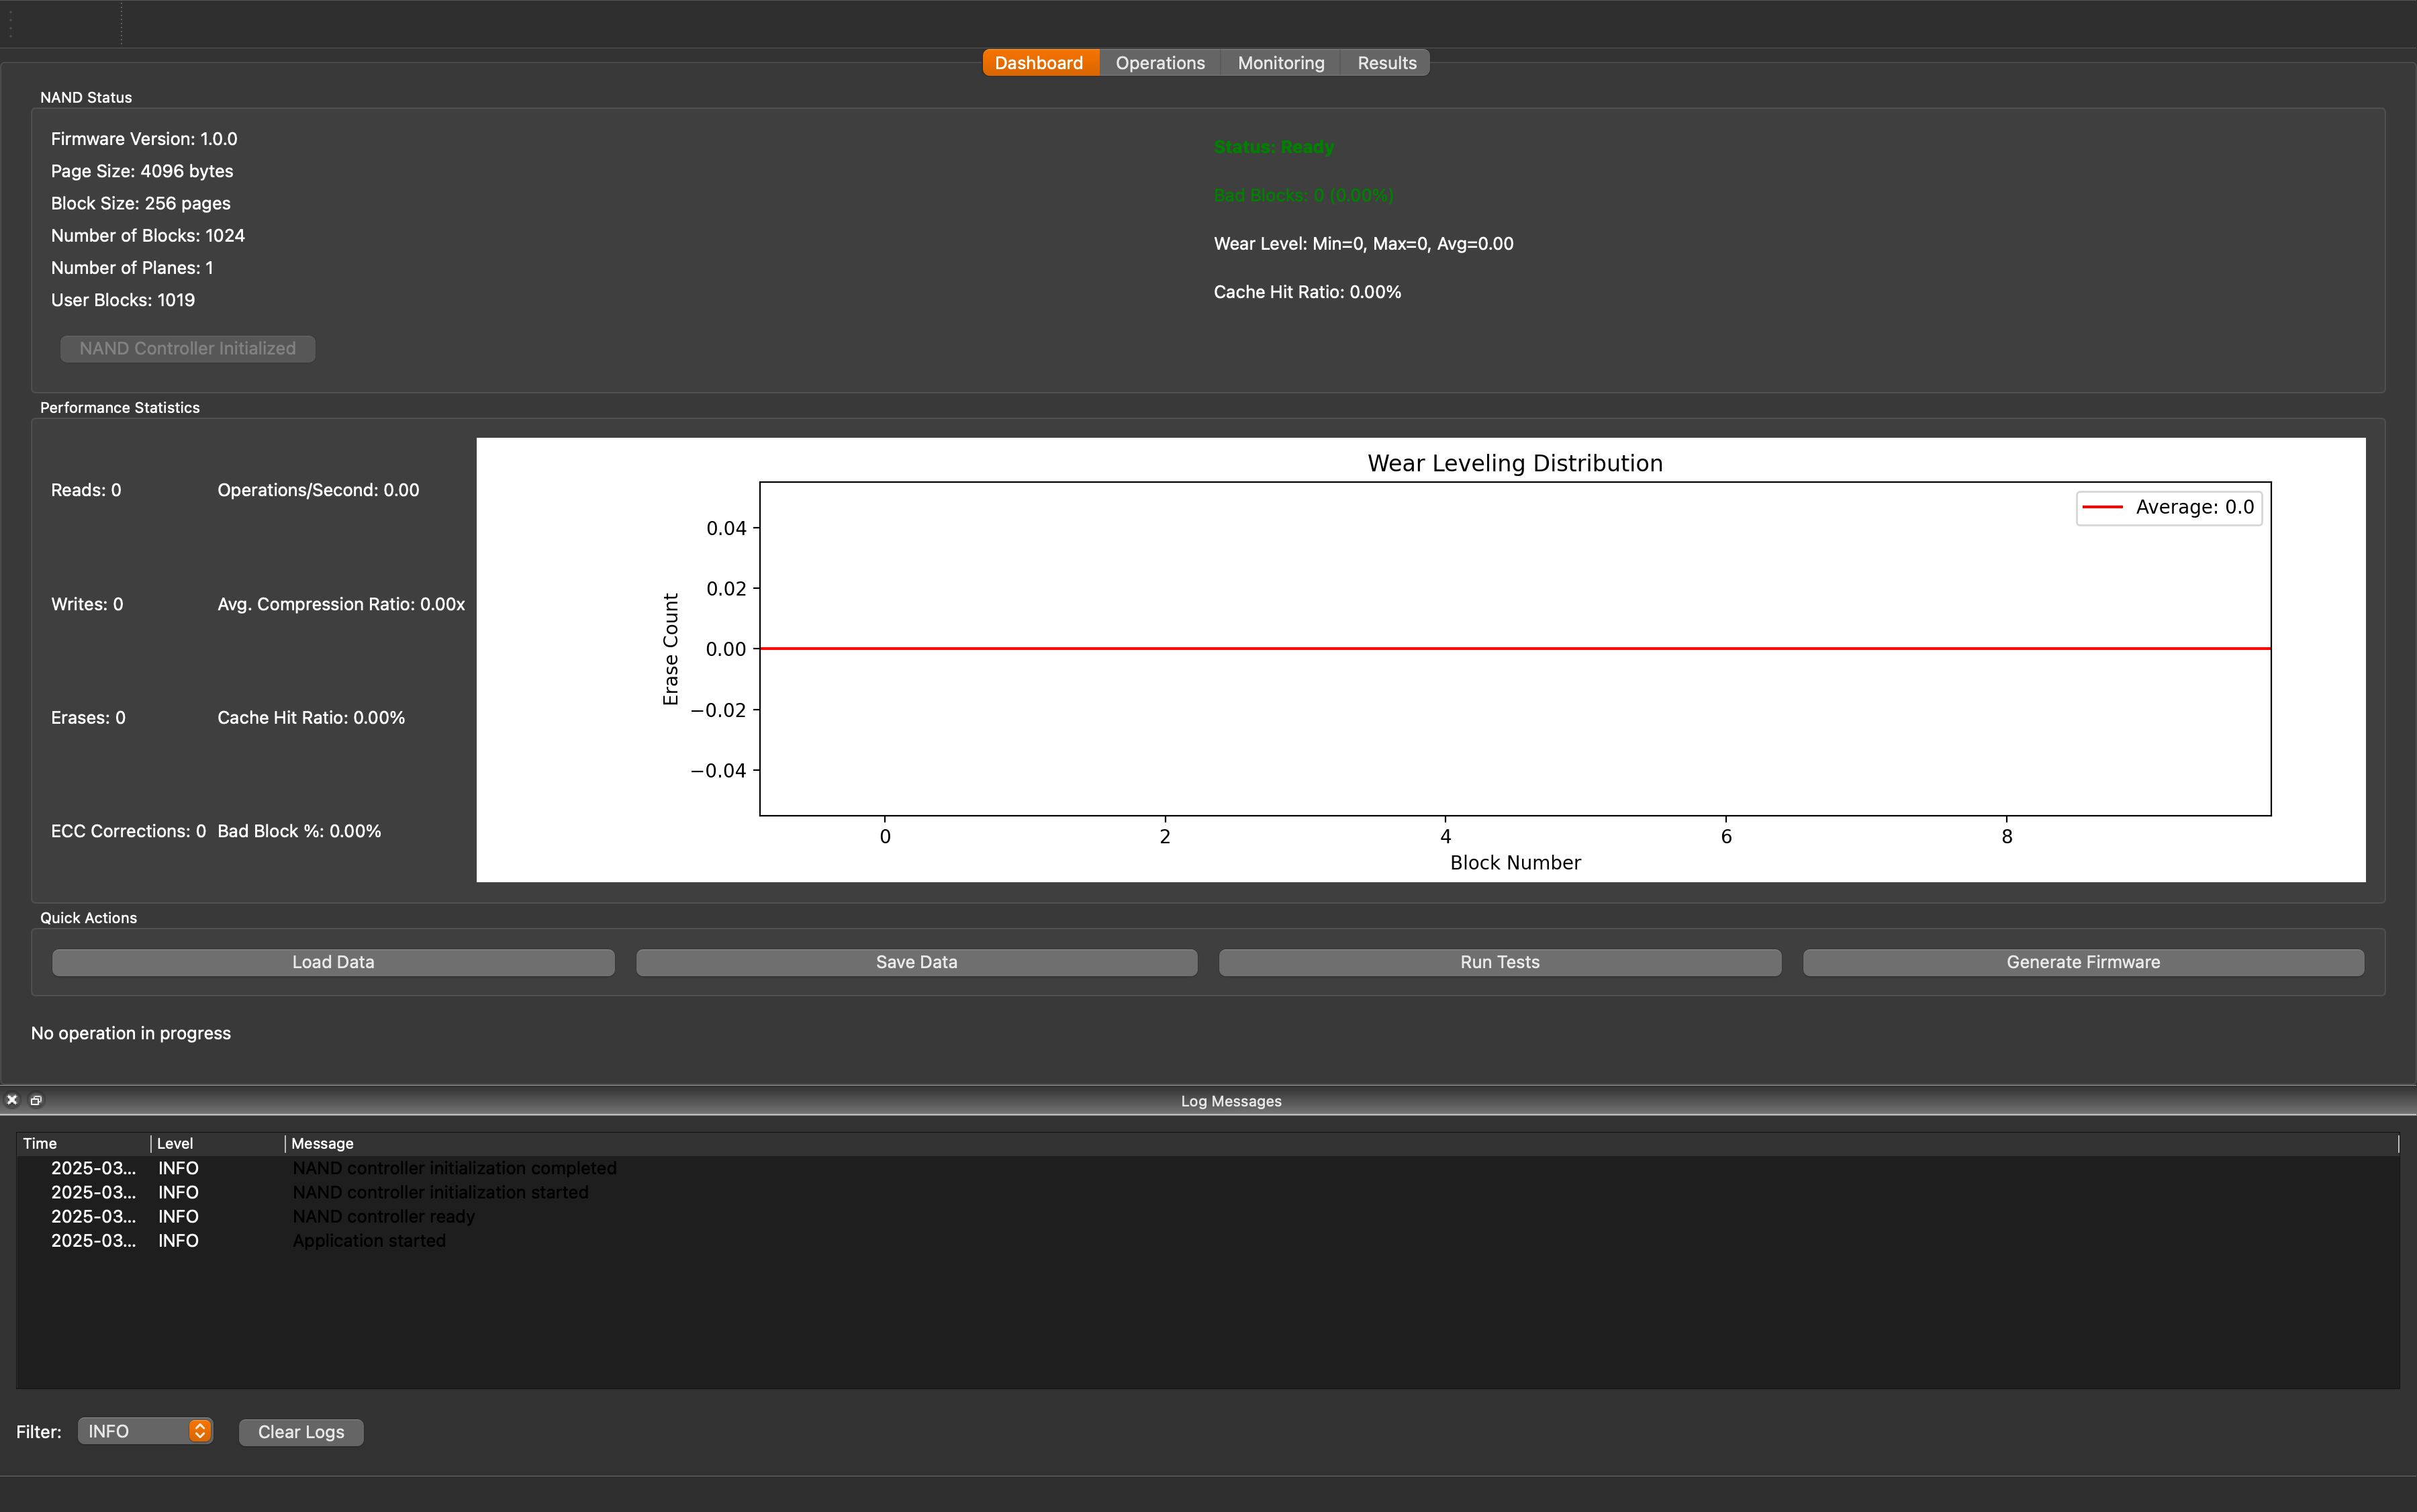 Dashboard Operations Monitoring Results
NAND Status
Firmware Version: 1.0.0
Page Size: 4096 bytes
Block Size: 256 pages
Number of Blocks: 1024
Number of Planes: 1
User Blocks: 1019
NAND Controller Initialized
Status: Ready
Bad Blocks: 0 (0.00%)
Wear Level: Min=0, Max=0, Avg=0.00
Cache Hit Ratio: 0.00%
Performance Statistics
Reads: 0 Operations/Second: 0.00
Writes: 0 Avg. Compression Ratio: 0.00x
Erases: 0 Cache Hit Ratio: 0.00%
ECC Corrections: 0 Bad Block %: 0.00%
Wear Leveling Distribution
Average: 0.0
Erase Count
0.04
0.02
0.00
−0.02
−0.04
0 2 4 6 8
Block Number
Quick Actions
Load Data Save Data Run Tests Generate Firmware
No operation in progress
Log Messages
Time Level Message
2025-03... INFO NAND controller initialization completed
2025-03... INFO NAND controller initialization started
2025-03... INFO NAND controller ready
2025-03... INFO Application started
Filter: INFO Clear Logs